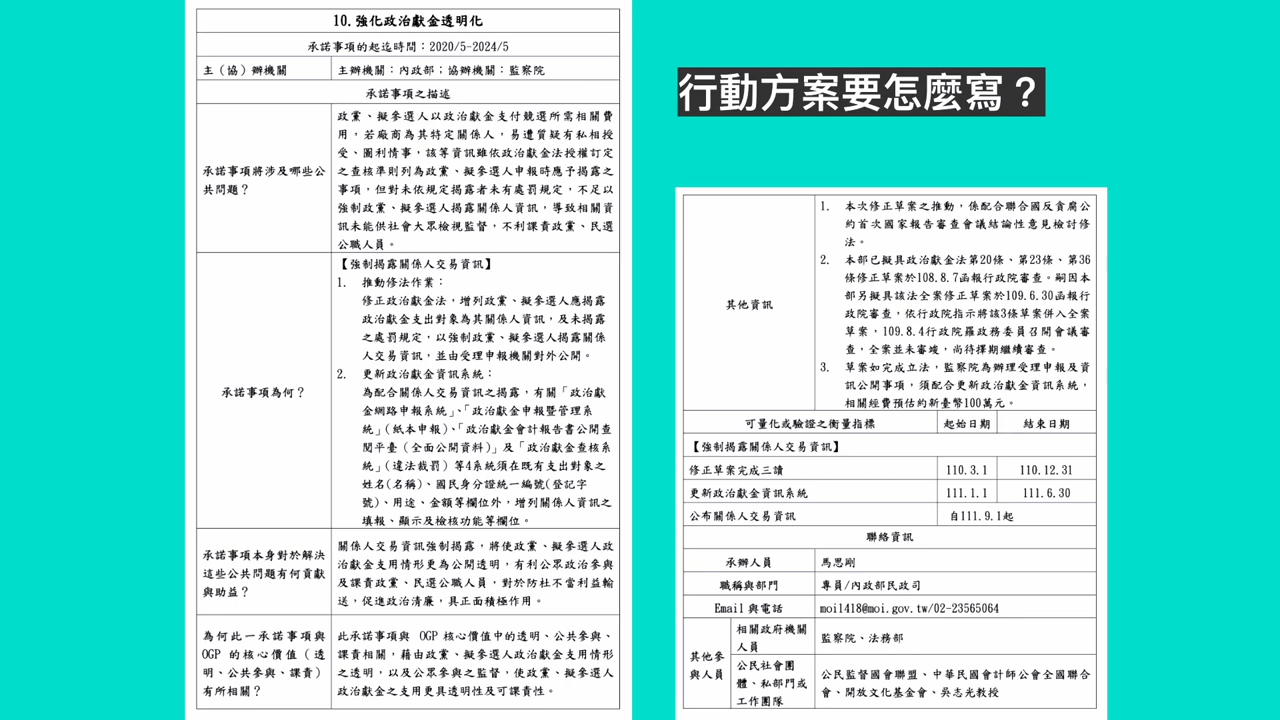 10.強化政治獻金透明化
承諾事項的起迄時間：2020/5-2024/5
主（協）辦機關
主辦機關：內政部；協辦機關：監察院
承諾事項之描述
承諾事項將涉及哪些公
共問題？
政黨、擬參選人以政治獻金支付競選所需相關費
用，若廠商為其特定關係人，易遭質疑有私相授
受、圖利情事，該等資訊雖依政治獻金法授權訂定
之查核準則列為政黨、擬參選人申報時應予揭露之
事項，但對未依規定揭露者未有處罰規定，不足以
強制政黨、擬參選人揭露關係人資訊，導致相關資
訊未能供社會大眾檢視監督，不利課責政黨、民選
公職人員。
承諾事項為何？
【強制揭露關係人交易資訊】
1. 推動修法作業：
修正政治獻金法，增列政黨、擬參選人應揭露
政治獻金支出對象為其關係人資訊，及未揭露
之處罰規定，以強制政黨、擬參選人揭露關係
人交易資訊，並由受理申報機關對外公開。
2. 更新政治獻金資訊系統：
為配合關係人交易資訊之揭露，有關「政治獻
金網路申報系統」、「政治獻金申報暨管理系
統」(紙本申報)、「政治獻金會計報告書公開查
閱平臺（全面公開資料）」及「政治獻金查核系
統」(違法裁罰）等4系統須在既有支出對象之
姓名(名稱)、國民身分證統一編號(登記字
號)、用途、金額等欄位外，增列關係人資訊之
填報、顯示及檢核功能等欄位。
承諾事項本身對於解決
這些公共問題有何貢獻
與助益？
關係人交易資訊強制揭露，將使政黨、擬參選人政
治獻金支用情形更為公開透明，有利公眾政治參與
及課責政黨、民選公職人員，對於防杜不當利益輸
送，促進政治清廉，具正面積極作用。
為何此一承諾事項與
OGP 的核心價值（透
明、公共參與、課責）
有所相關？
此承諾事項與 OGP 核心價值中的透明、公共參與、
課責相關，藉由政黨、擬參選人政治獻金支用情形
之透明，以及公眾參與之監督，使政黨、擬參選人
政治獻金之支用更具透明性及可課責性。
行動方案要怎麼寫？
其他資訊
1. 本次修正草案之推動，係配合聯合國反貪腐公
約首次國家報告審查會議結論性意見檢討修
法。
2. 本部已擬具政治獻金法第20條、第23條、第36
條修正草案於108.8.7函報行政院審查。嗣因本
部另擬具該法全案修正草案於109.6.30函報行
政院審查，依行政院指示將該3條草案併入全案
草案，109.8.4行政院羅政務委員召開會議審
查，全案並未審竣，尚待擇期繼續審查。
3. 草案如完成立法，監察院為辦理受理申報及資
訊公開事項，須配合更新政治獻金資訊系統，
相關經費預估約新臺幣100萬元。
可量化或驗證之衡量指標
起始日期
結束日期
【強制揭露關係人交易資訊】
修正草案完成三讀
110.3.1
110.12.31
更新政治獻金資訊系統
111.1.1
111.6.30
公布關係人交易資訊
自111.9.1起
聯絡資訊
承辦人員
馬思剛
職稱與部門
專員/內政部民政司
Email 與電話
moi1418@moi.gov.tw/02-23565064
其他參
與人員
相關政府機關
人員
監察院、法務部
公民社會團
體、私部門或
工作團隊
公民監督國會聯盟、中華民國會計師公會全國聯合
會、開放文化基金會、吳志光教授